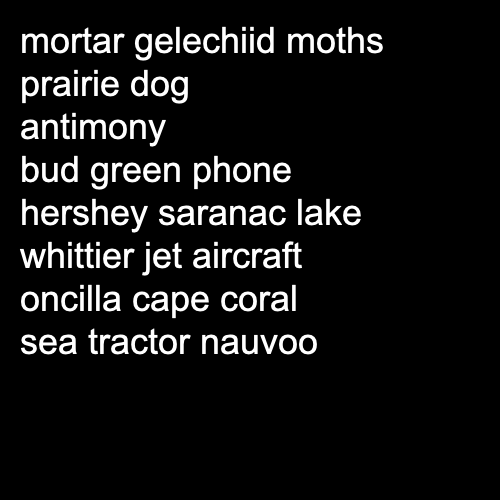 mortar gelechiid moths
prairie dog
antimony
bud green phone
hershey saranac lake
whittier jet aircraft
oncilla cape coral
sea tractor nauvoo